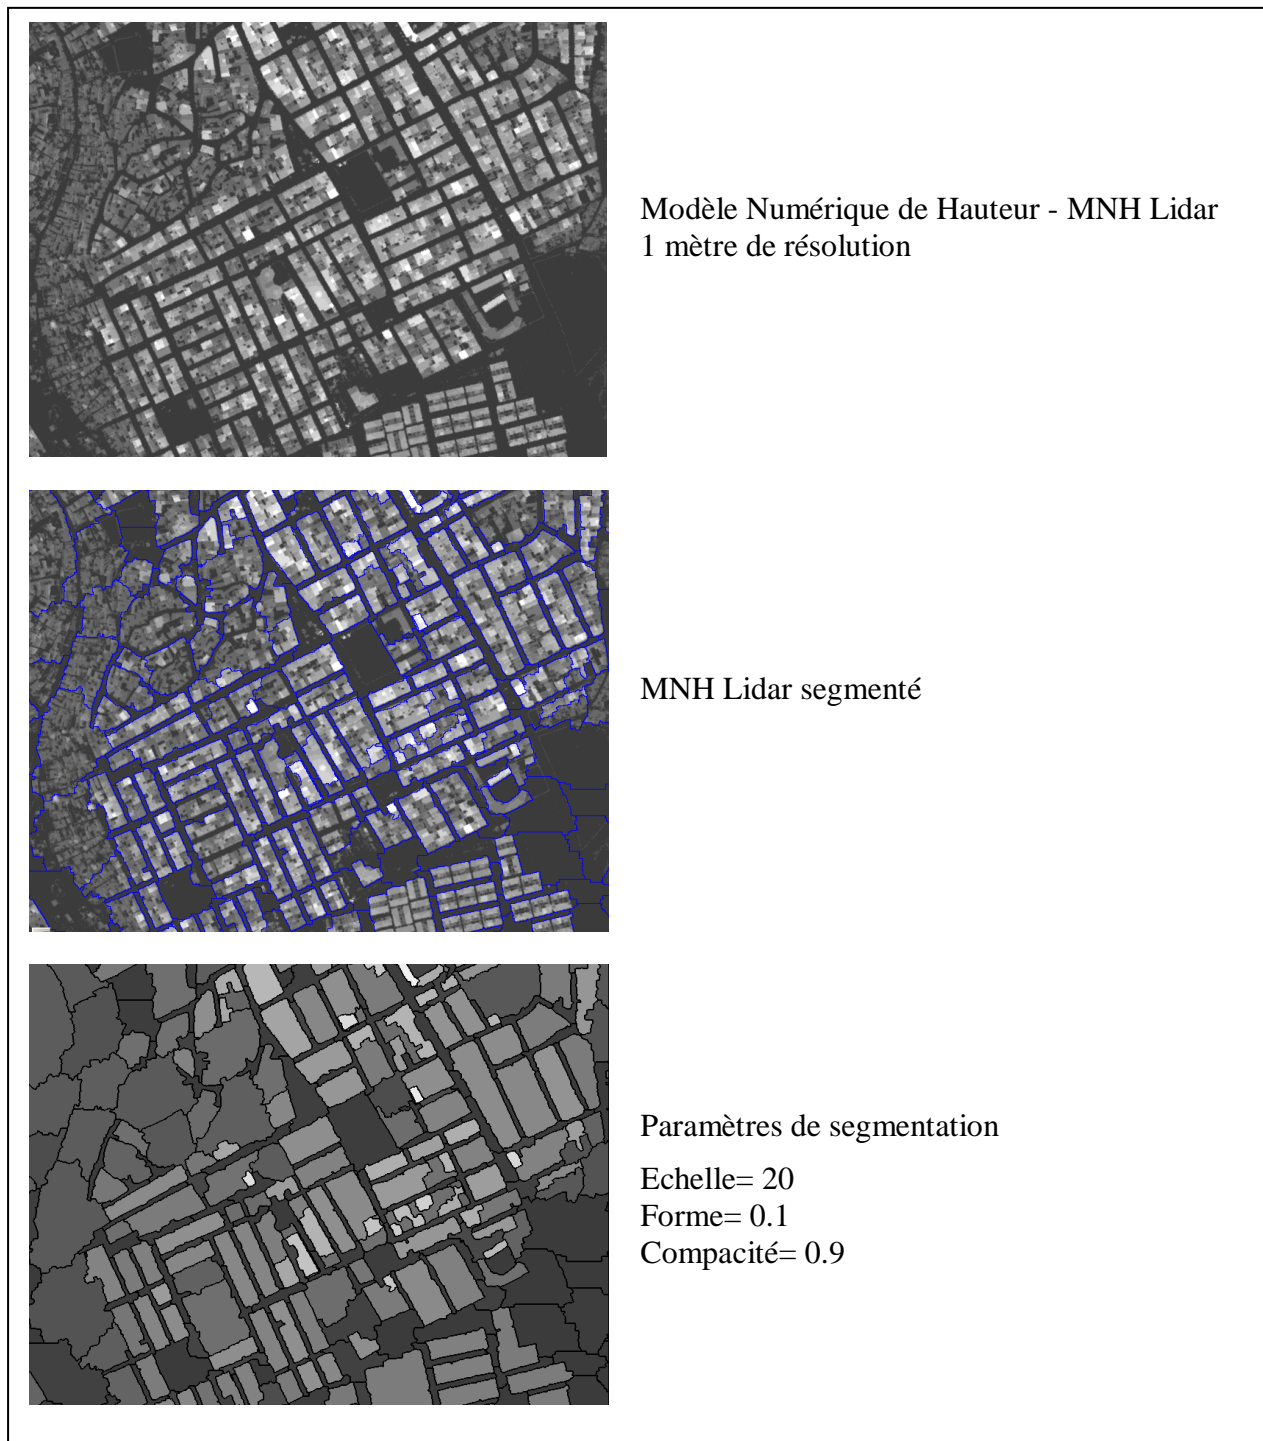 Modèle Numérique de Hauteur - MNH Lidar
1 mètre de résolution
MNH Lidar segmenté
Paramètres de segmentation
Echelle= 20
Forme= 0.1
Compacité= 0.9